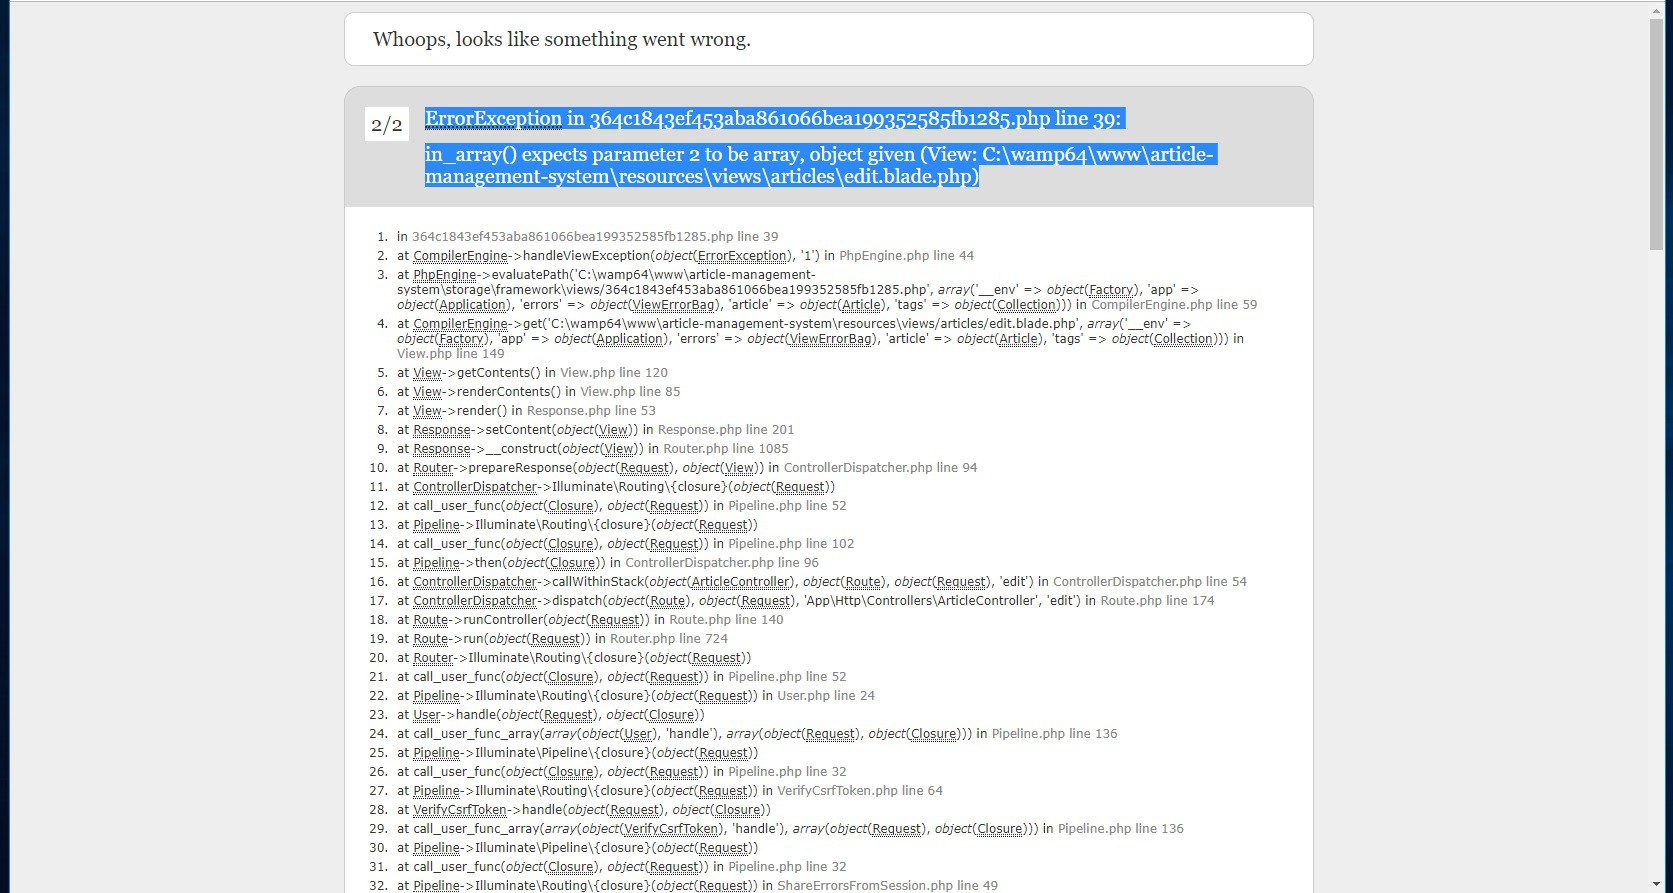 Whoops, looks like something went wrong.
2/2
ErrorException in 364c1843ef453aba861066bea199352585fb1285.php line 39:
in_array() expects parameter 2 to be array, object given (View: C:\wamp64\www\article-
management-system\resources\views\articles\edit.blade.php)
1. in 364c1843ef453aba861066bea199352585fb1285.php line 39
2. at CompilerEngine->handleViewException(object(ErrorException), '1') in PhpEngine.php line 44
3. at PhpEngine->evaluatePath('C:\wamp64\www\article-management-
system\storage\framework\views/364c1843ef453aba861066bea199352585fb1285.php', array('__env' => object(Factory), 'app' =>
object(Application), 'errors' => object(ViewErrorBag), 'article' => object(Article), 'tags' => object(Collection))) in CompilerEngine.php line 59
4. at CompilerEngine->get('C:\wamp64\www\article-management-system\resources\views/articles/edit.blade.php', array('__env' =>
object(Factory), 'app' => object(Application), 'errors' => object(ViewErrorBag), 'article' => object(Article), 'tags' => object(Collection))) in
View.php line 149
5. at View->getContents() in View.php line 120
6. at View->renderContents() in View.php line 85
7. at View->render() in Response.php line 53
8. at Response->setContent(object(View)) in Response.php line 201
9. at Response->__construct(object(View)) in Router.php line 1085
10. at Router->prepareResponse(object(Request), object(View)) in ControllerDispatcher.php line 94
11. at ControllerDispatcher->Illuminate\Routing\{closure}(object(Request))
12. at call_user_func(object(Closure), object(Request)) in Pipeline.php line 52
13. at Pipeline->Illuminate\Routing\{closure}(object(Request))
14. at call_user_func(object(Closure), object(Request)) in Pipeline.php line 102
15. at Pipeline->then(object(Closure)) in ControllerDispatcher.php line 96
16. at ControllerDispatcher->callWithinStack(object(ArticleController), object(Route), object(Request), 'edit') in ControllerDispatcher.php line 54
17. at ControllerDispatcher->dispatch(object(Route), object(Request), 'App\Http\Controllers\ArticleController', 'edit') in Route.php line 174
18. at Route->runController(object(Request)) in Route.php line 140
19. at Route->run(object(Request)) in Router.php line 724
20. at Router->Illuminate\Routing\{closure}(object(Request))
21. at call_user_func(object(Closure), object(Request)) in Pipeline.php line 52
22. at Pipeline->Illuminate\Routing\{closure}(object(Request)) in User.php line 24
23. at User->handle(object(Request), object(Closure))
24. at call_user_func_array(array(object(User), 'handle'), array(object(Request), object(Closure))) in Pipeline.php line 136
25. at Pipeline->Illuminate\Pipeline\{closure}(object(Request))
26. at call_user_func(object(Closure), object(Request)) in Pipeline.php line 32
27. at Pipeline->Illuminate\Routing\{closure}(object(Request)) in VerifyCsrfToken.php line 64
28. at VerifyCsrfToken->handle(object(Request), object(Closure))
29. at call_user_func_array(array(object(VerifyCsrfToken), 'handle'), array(object(Request), object(Closure))) in Pipeline.php line 136
30. at Pipeline->Illuminate\Pipeline\{closure}(object(Request))
31. at call_user_func(object(Closure), object(Request)) in Pipeline.php line 32
32. at Pipeline->Illuminate\Routing\{closure}(object(Request)) in ShareErrorsFromSession.php line 49